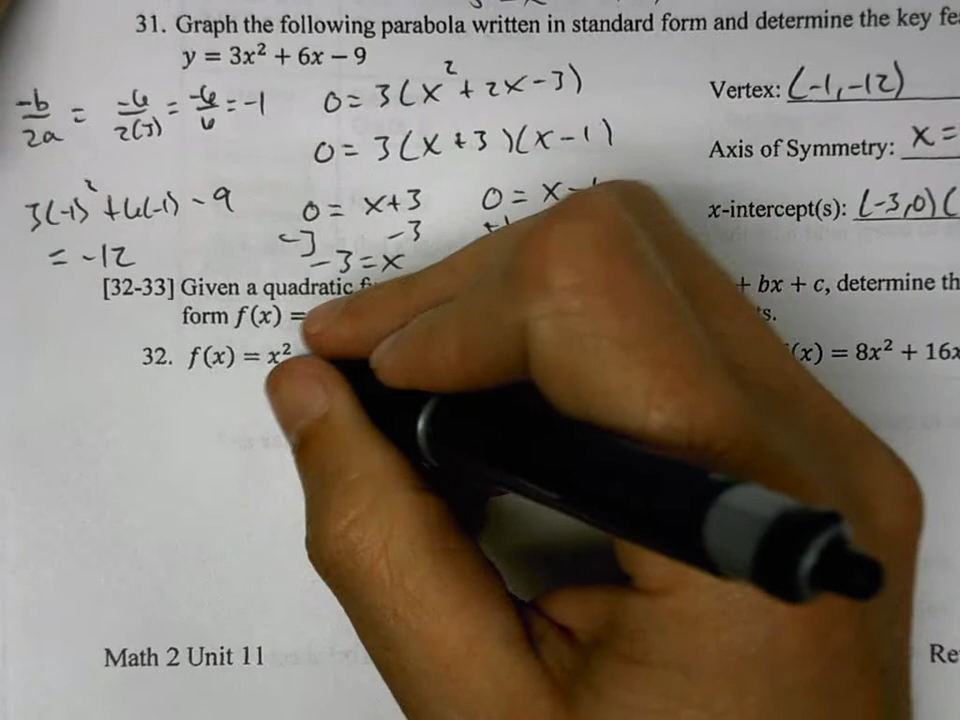 31. Graph the following parabola written in standard form and determine the key
y = 3x² + 6x − 9
-b/2a = -6/2(3) = -6/6 = -1
0 = 3(x² + 2x − 3)
Vertex: (-1, -12)
0 = 3(x + 3)(x − 1)
Axis of Symmetry: x =
3(-1)² + 6(-1) − 9
0 = x + 3
0 = x −
x-intercept(s): (-3,0)(
-3 -3
= -12
-3 = x
[32-33] Given a quadratic + bx + c, determine
form f(x) =
32. f(x) = x²
(x) = 8x² + 16x
Math 2 Unit 11